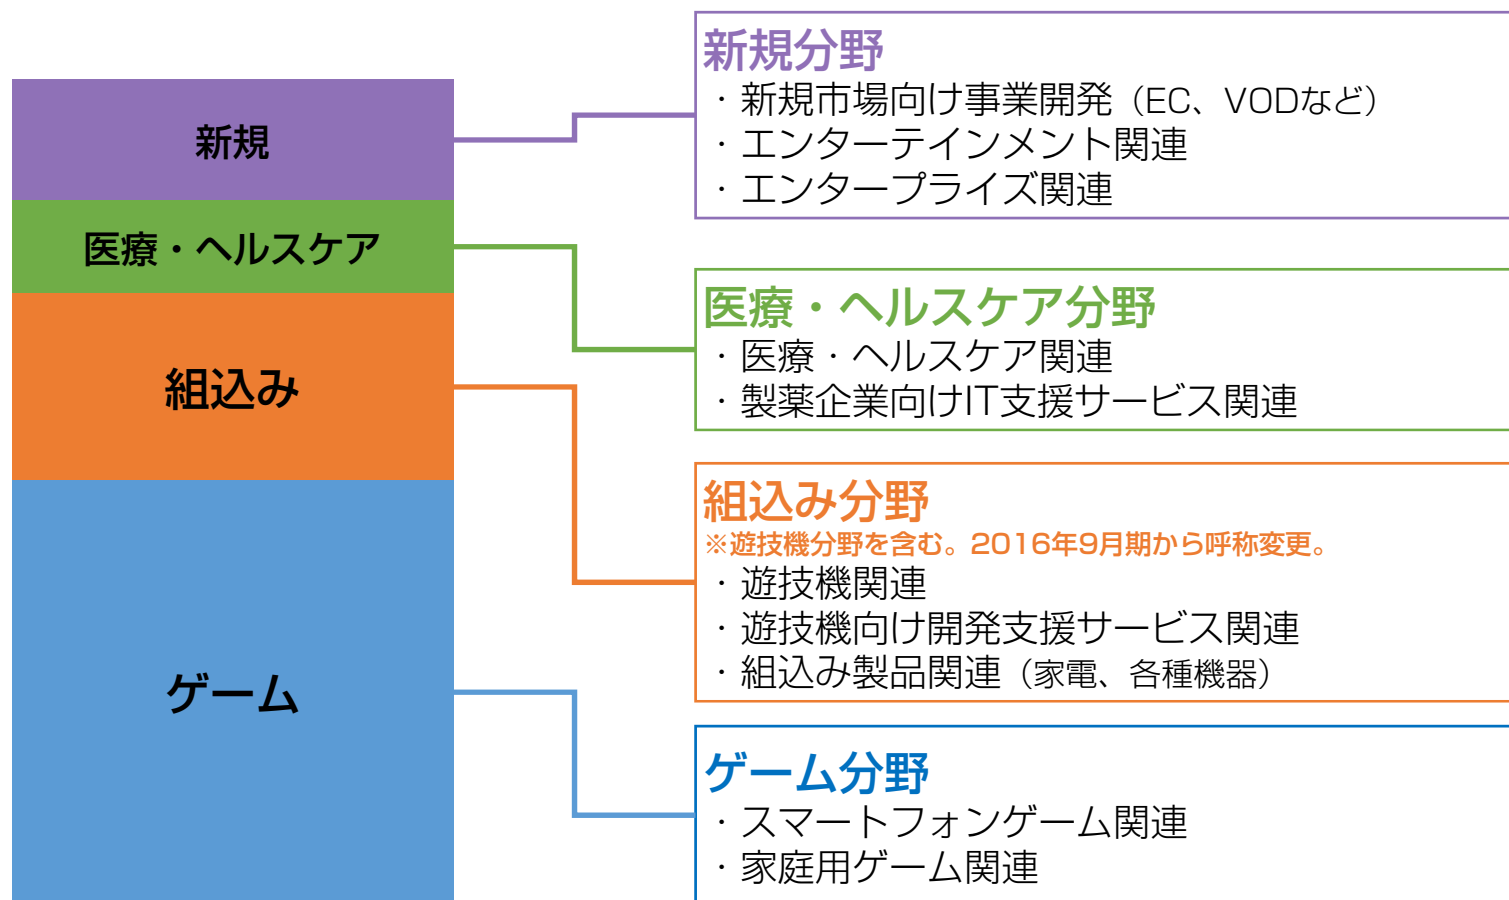 新規
医療・ヘルスケア
組込み
ゲーム
新規分野
・新規市場向け事業開発（EC、VODなど）
・エンターテインメント関連
・エンタープライズ関連
医療・ヘルスケア分野
・医療・ヘルスケア関連
・製薬企業向けIT支援サービス関連
組込み分野
※遊技機分野を含む。2016年9月期から呼称変更。
・遊技機関連
・遊技機向け開発支援サービス関連
・組込み製品関連（家電、各種機器）
ゲーム分野
・スマートフォンゲーム関連
・家庭用ゲーム関連